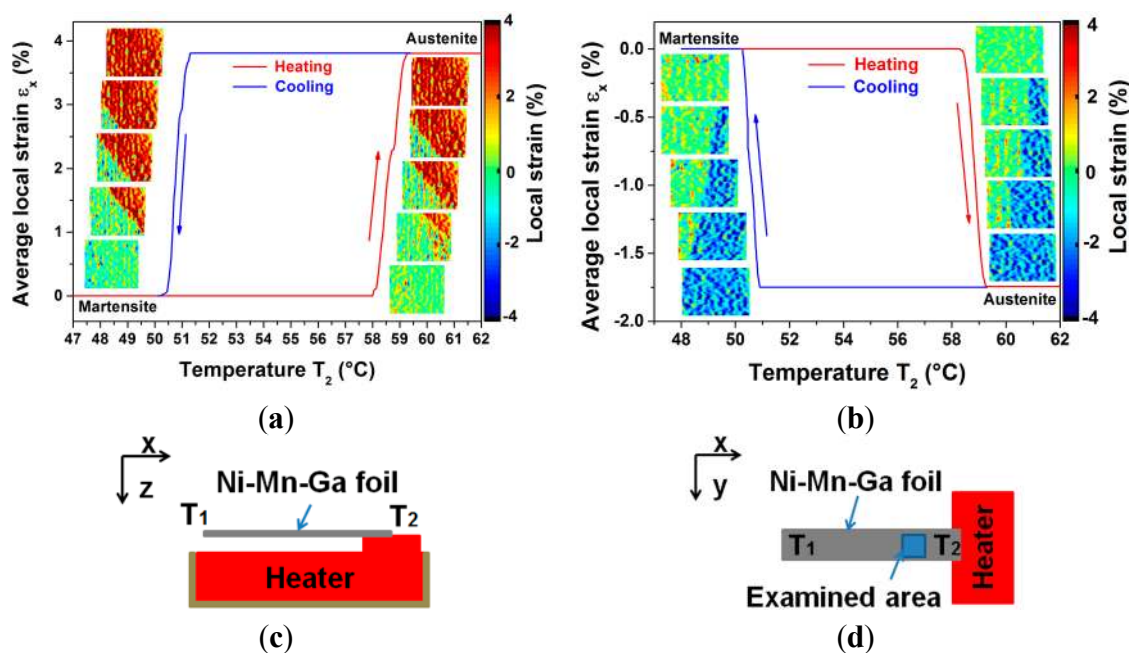 Average local strain ε_x (%)
4
3
2
1
0
Austenite
Heating
Cooling
Martensite
47 48 49 50 51 52 53 54 55 56 57 58 59 60 61 62
Temperature T_2 (°C)
4
2
0
-2
-4
Local strain (%)
(a)
Average local strain ε_x (%)
0.0
-0.5
-1.0
-1.5
-2.0
Martensite
Heating
Cooling
Austenite
48 50 52 54 56 58 60 62
Temperature T_2 (°C)
4
2
0
-2
-4
Local strain (%)
(b)
x
z
Ni-Mn-Ga foil
T1
T2
Heater
(c)
x
y
Ni-Mn-Ga foil
T1
T2
Heater
Examined area
(d)